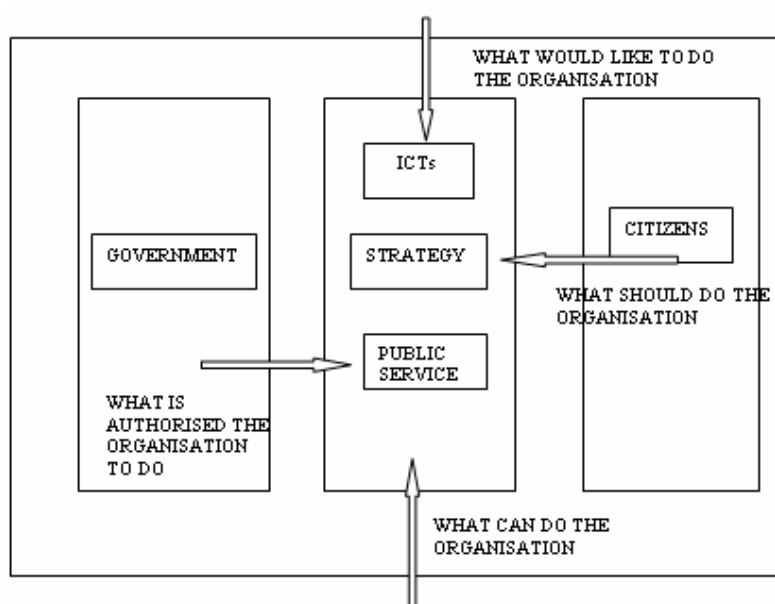 WHAT WOULD LIKE TO DO
THE ORGANISATION
ICTs
GOVERNMENT
STRATEGY
CITIZENS
WHAT SHOULD DO THE
ORGANISATION
PUBLIC
SERVICE
WHAT IS
AUTHORISED THE
ORGANISATION
TO DO
WHAT CAN DO THE
ORGANISATION